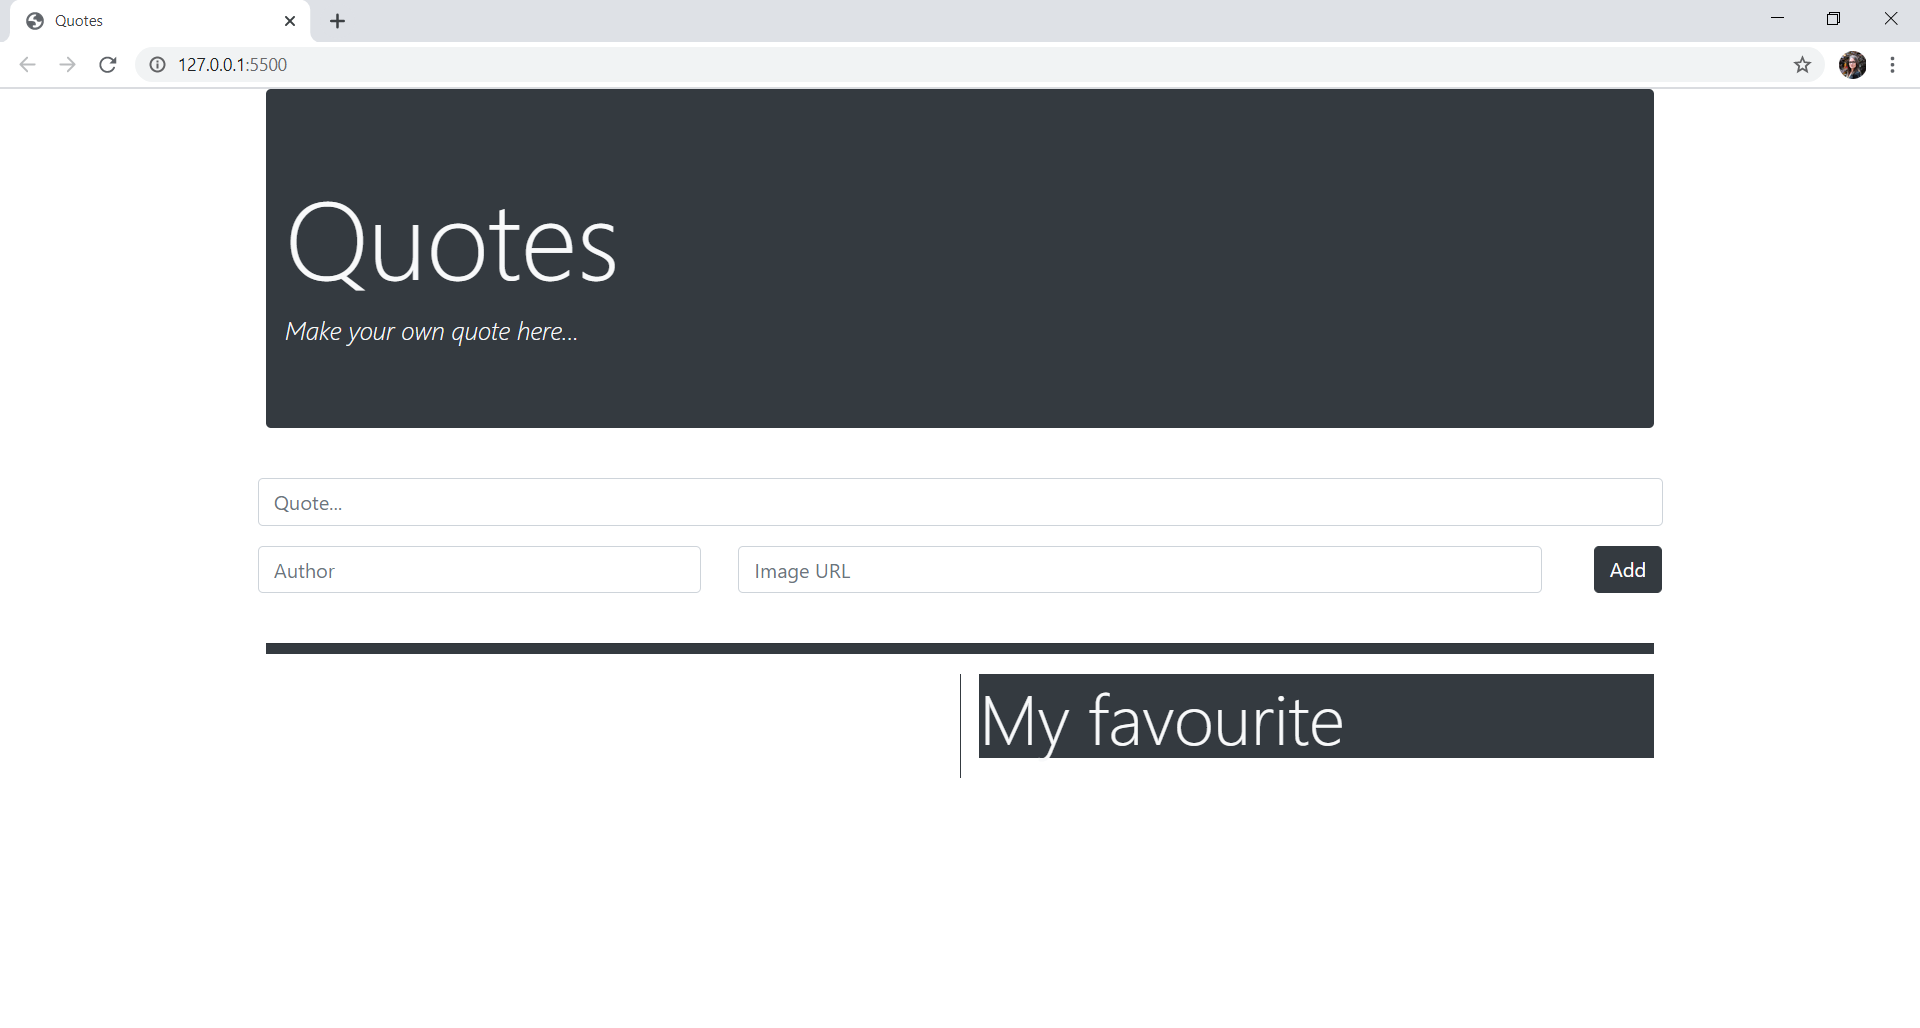 Quotes
127.0.0.1:5500
Quotes
Make your own quote here...
Quote...
Author
Image URL
Add
My favourite